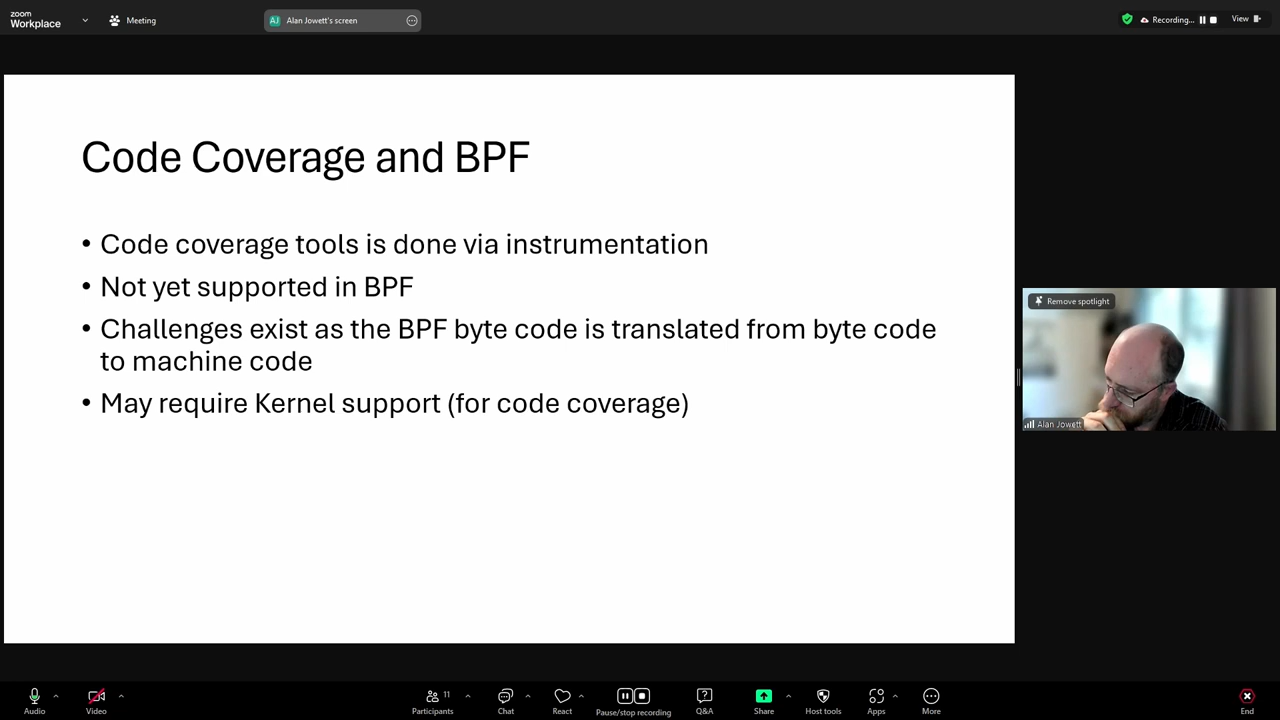 zoom
Workplace
Meeting
AJ Alan Jowett's screen
Recording...
View
Code Coverage and BPF
• Code coverage tools is done via instrumentation
• Not yet supported in BPF
• Challenges exist as the BPF byte code is translated from byte code
to machine code
• May require Kernel support (for code coverage)
Remove spotlight
Alan Jowett
Audio
Video
Participants
11
Chat
React
Pause/stop recording
Q&A
Share
Host tools
Apps
More
End